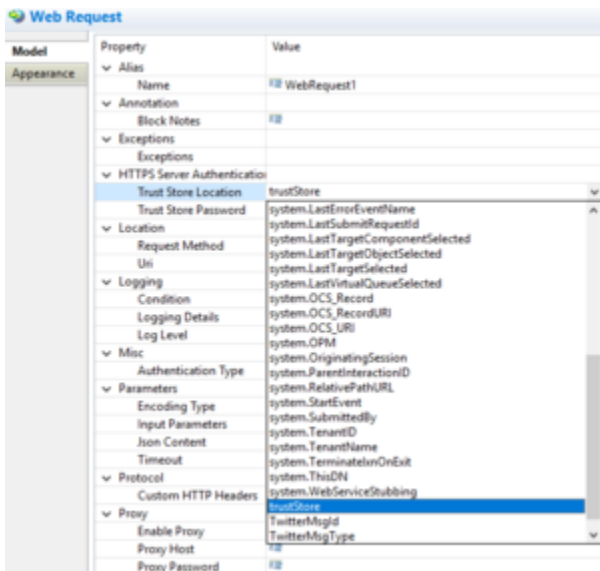 Web Request
Model
Appearance
Property Value
Alias
Name WebRequest1
Annotation
Block Notes
Exceptions
Exceptions
HTTPS Server Authentication
Trust Store Location trustStore
Trust Store Password
Location
Request Method
Uri
Logging
Condition
Logging Details
Log Level
Misc
Authentication Type
Parameters
Encoding Type
Input Parameters
Json Content
Timeout
Protocol
Custom HTTP Headers
Proxy
Enable Proxy
Proxy Host
Proxy Password
system.LastErrorEventName
system.LastSubmitRequestId
system.LastTargetComponentSelected
system.LastTargetObjectSelected
system.LastTargetSelected
system.LastVirtualQueueSelected
system.OCS_Record
system.OCS_RecordURI
system.OCS_URI
system.OPM
system.OriginatingSession
system.ParentInteractionID
system.RelativePathURL
system.StartEvent
system.SubmittedBy
system.TenantID
system.TenantName
system.TerminateIxnOnExit
system.ThisDN
system.WebServiceStubbing
trustStore
TwitterMsgId
TwitterMsgType